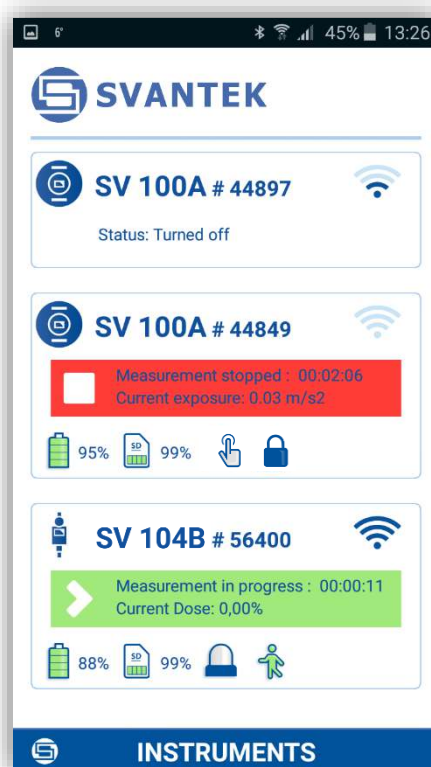 6° 45% 13:26
SVANTEK
SV 100A # 44897
Status: Turned off
SV 100A # 44849
Measurement stopped : 00:02:06
Current exposure: 0.03 m/s2
95% SD 99%
SV 104B # 56400
Measurement in progress : 00:00:11
Current Dose: 0,00%
88% SD 99%
INSTRUMENTS